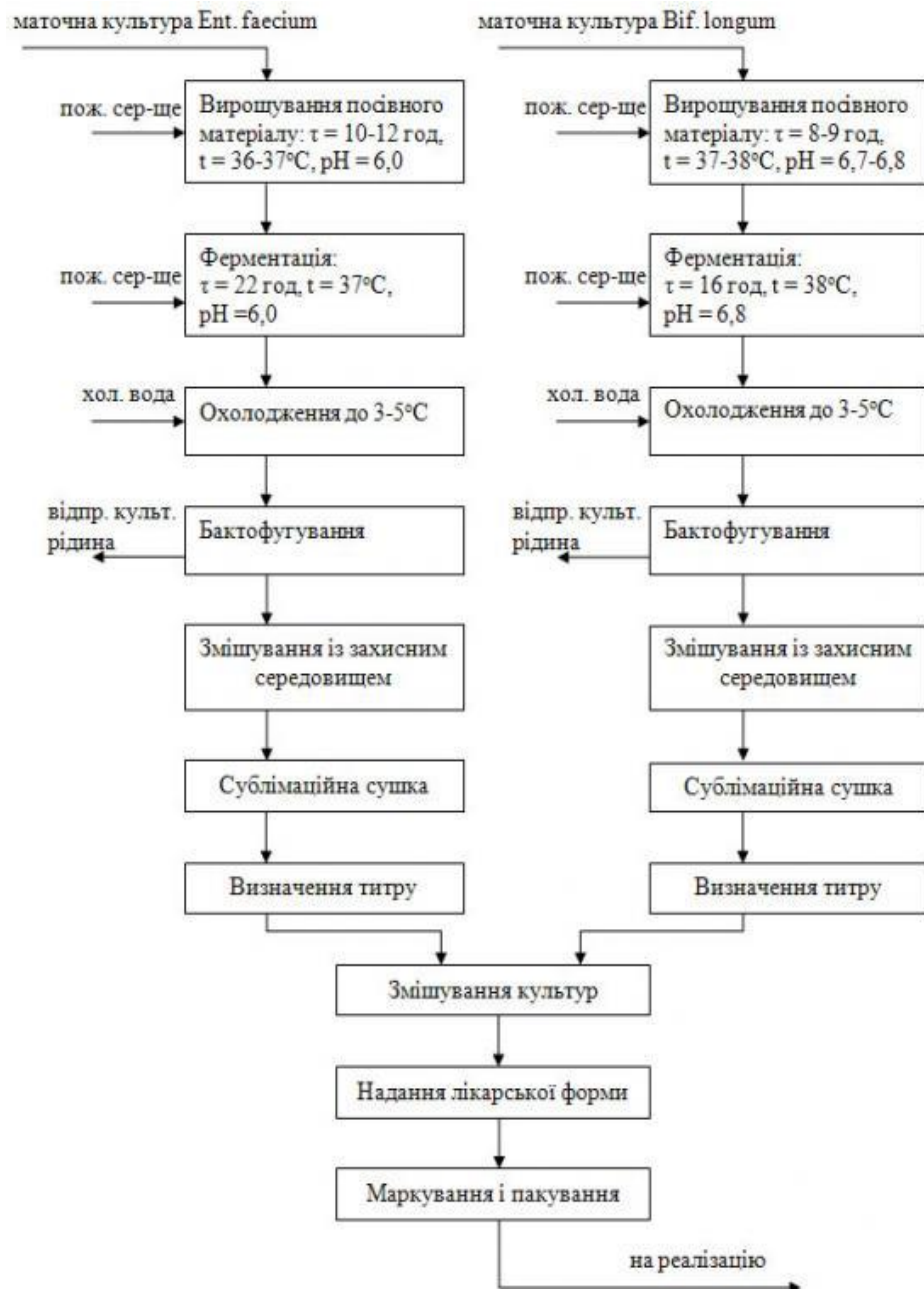 маточна культура Ent. faecium
маточна культура Bif. longum
пож. сер-ще
Вирощування посівного
матеріалу: τ = 10-12 год,
t = 36-37°С, рН = 6,0
пож. сер-ще
Вирощування посівного
матеріалу: τ = 8-9 год,
t = 37-38°С, рН = 6,7-6,8
пож. сер-ще
Ферментація:
τ = 22 год, t = 37°С,
рН =6,0
пож. сер-ще
Ферментація:
τ = 16 год, t = 38°С,
рН = 6,8
хол. вода
Охолодження до 3-5°С
хол. вода
Охолодження до 3-5°С
відпр. культ.
рідина
Бактофугування
відпр. культ.
рідина
Бактофугування
Змішування із захисним
середовищем
Змішування із захисним
середовищем
Сублімаційна сушка
Сублімаційна сушка
Визначення титру
Визначення титру
Змішування культур
Надання лікарської форми
Маркування і пакування
на реалізацію